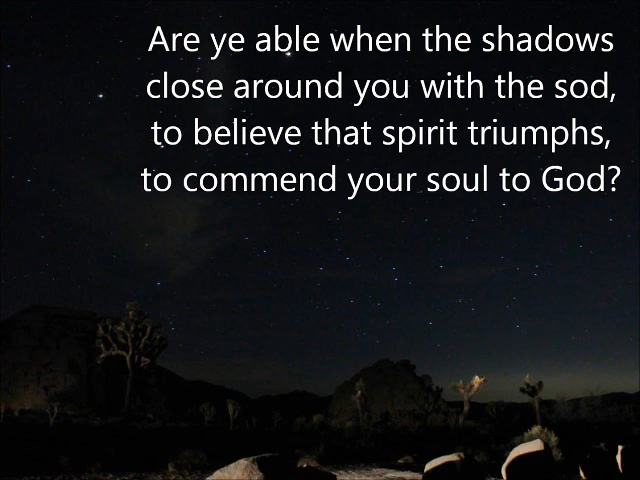 Are ye able when the shadows
close around you with the sod,
to believe that spirit triumphs,
to commend your soul to God?